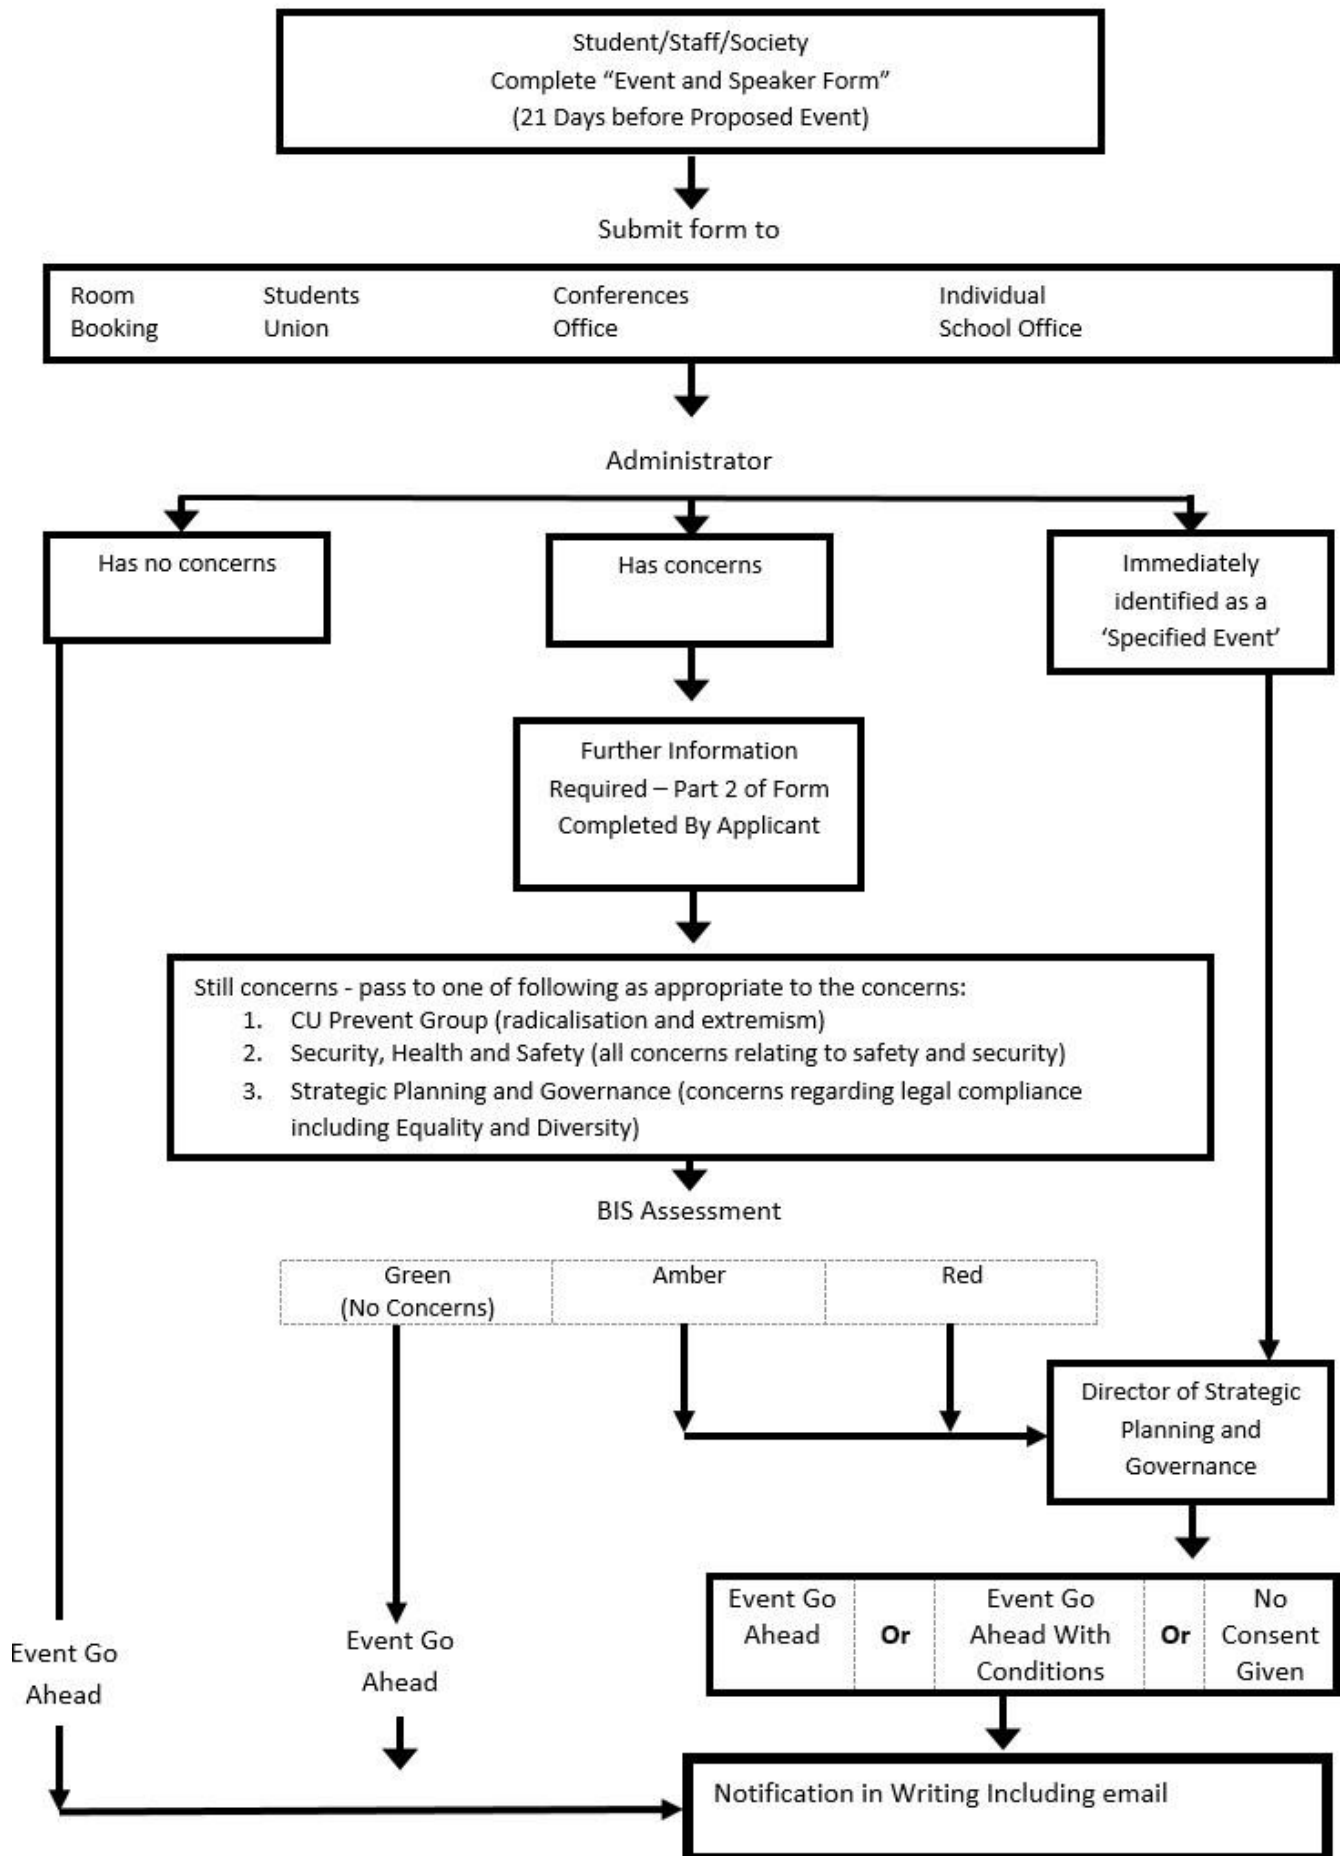 Student/Staff/Society
Complete “Event and Speaker Form”
(21 Days before Proposed Event)
Submit form to
Room
Booking
Students
Union
Conferences
Office
Individual
School Office
Administrator
Has no concerns
Has concerns
Immediately
identified as a
‘Specified Event’
Further Information
Required – Part 2 of Form
Completed By Applicant
Still concerns - pass to one of following as appropriate to the concerns:
1. CU Prevent Group (radicalisation and extremism)
2. Security, Health and Safety (all concerns relating to safety and security)
3. Strategic Planning and Governance (concerns regarding legal compliance
including Equality and Diversity)
BIS Assessment
Green
(No Concerns)
Amber
Red
Director of Strategic
Planning and
Governance
Event Go
Ahead
Or
Event Go
Ahead With
Conditions
Or
No
Consent
Given
Event Go
Ahead
Event Go
Ahead
Notification in Writing Including email